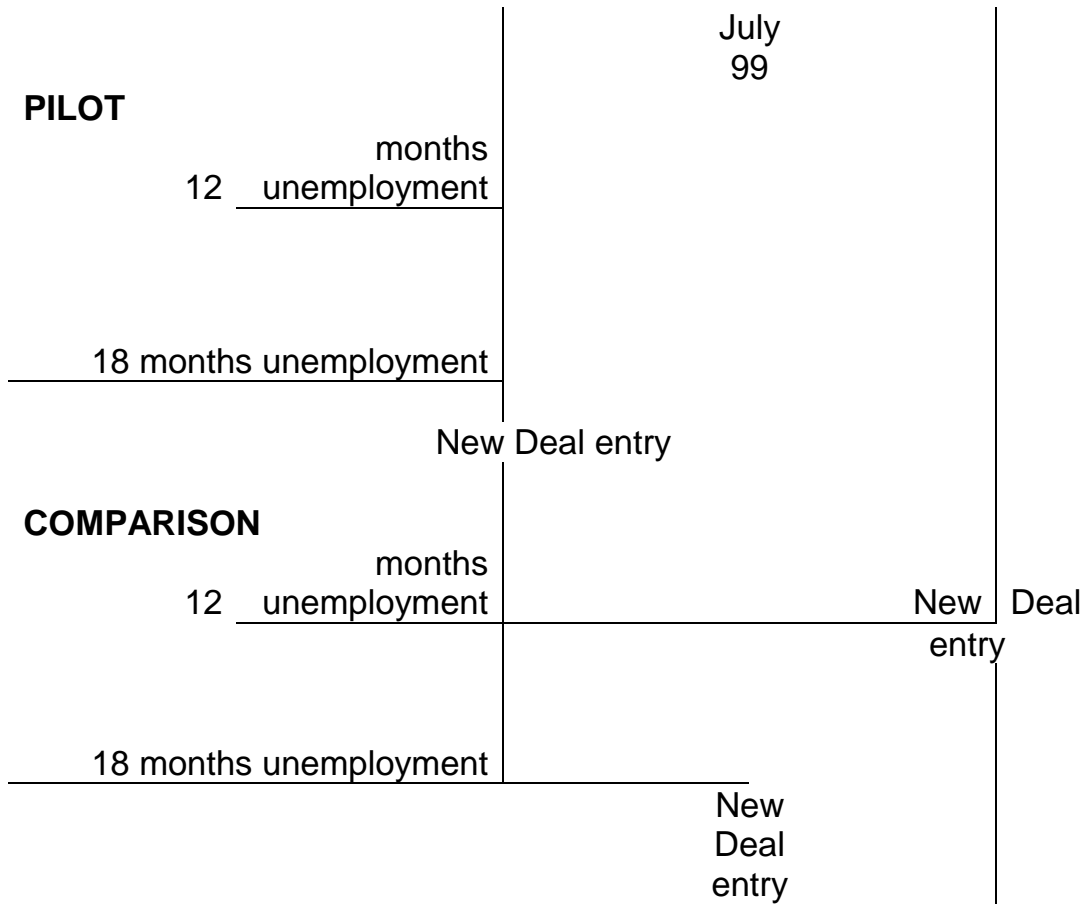 July
99
PILOT
months
12 unemployment
18 months unemployment
New Deal entry
COMPARISON
months
12 unemployment
New Deal
entry
18 months unemployment
New
Deal
entry